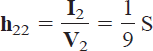 h₂₂ = I₂/V₂ = 1/9 S